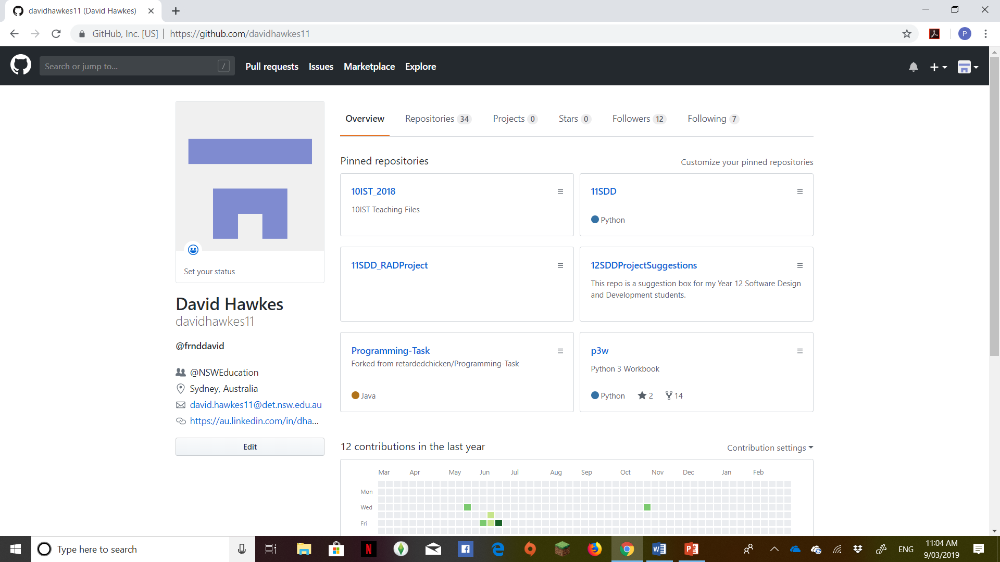 davidhawkes11 (David Hawkes)
GitHub, Inc. [US] | https://github.com/davidhawkes11
P
Search or jump to... /
Pull requests Issues Marketplace Explore
Overview Repositories 34 Projects 0 Stars 0 Followers 12 Following 7
Set your status
David Hawkes
davidhawkes11
@frnddavid
@NSWEducation
Sydney, Australia
david.hawkes11@det.nsw.edu.au
https://au.linkedin.com/in/dha...
Edit
Pinned repositories
Customize your pinned repositories
10IST_2018
10IST Teaching Files
11SDD
Python
11SDD_RADProject
12SDDProjectSuggestions
This repo is a suggestion box for my Year 12 Software Design
and Development students.
Programming-Task
Forked from retardedchicken/Programming-Task
Java
p3w
Python 3 Workbook
Python 2 14
12 contributions in the last year
Contribution settings
Mar Apr May Jun Jul Aug Sep Oct Nov Dec Jan Feb
Mon
Wed
Fri
Type here to search
ENG
11:04 AM
9/03/2019